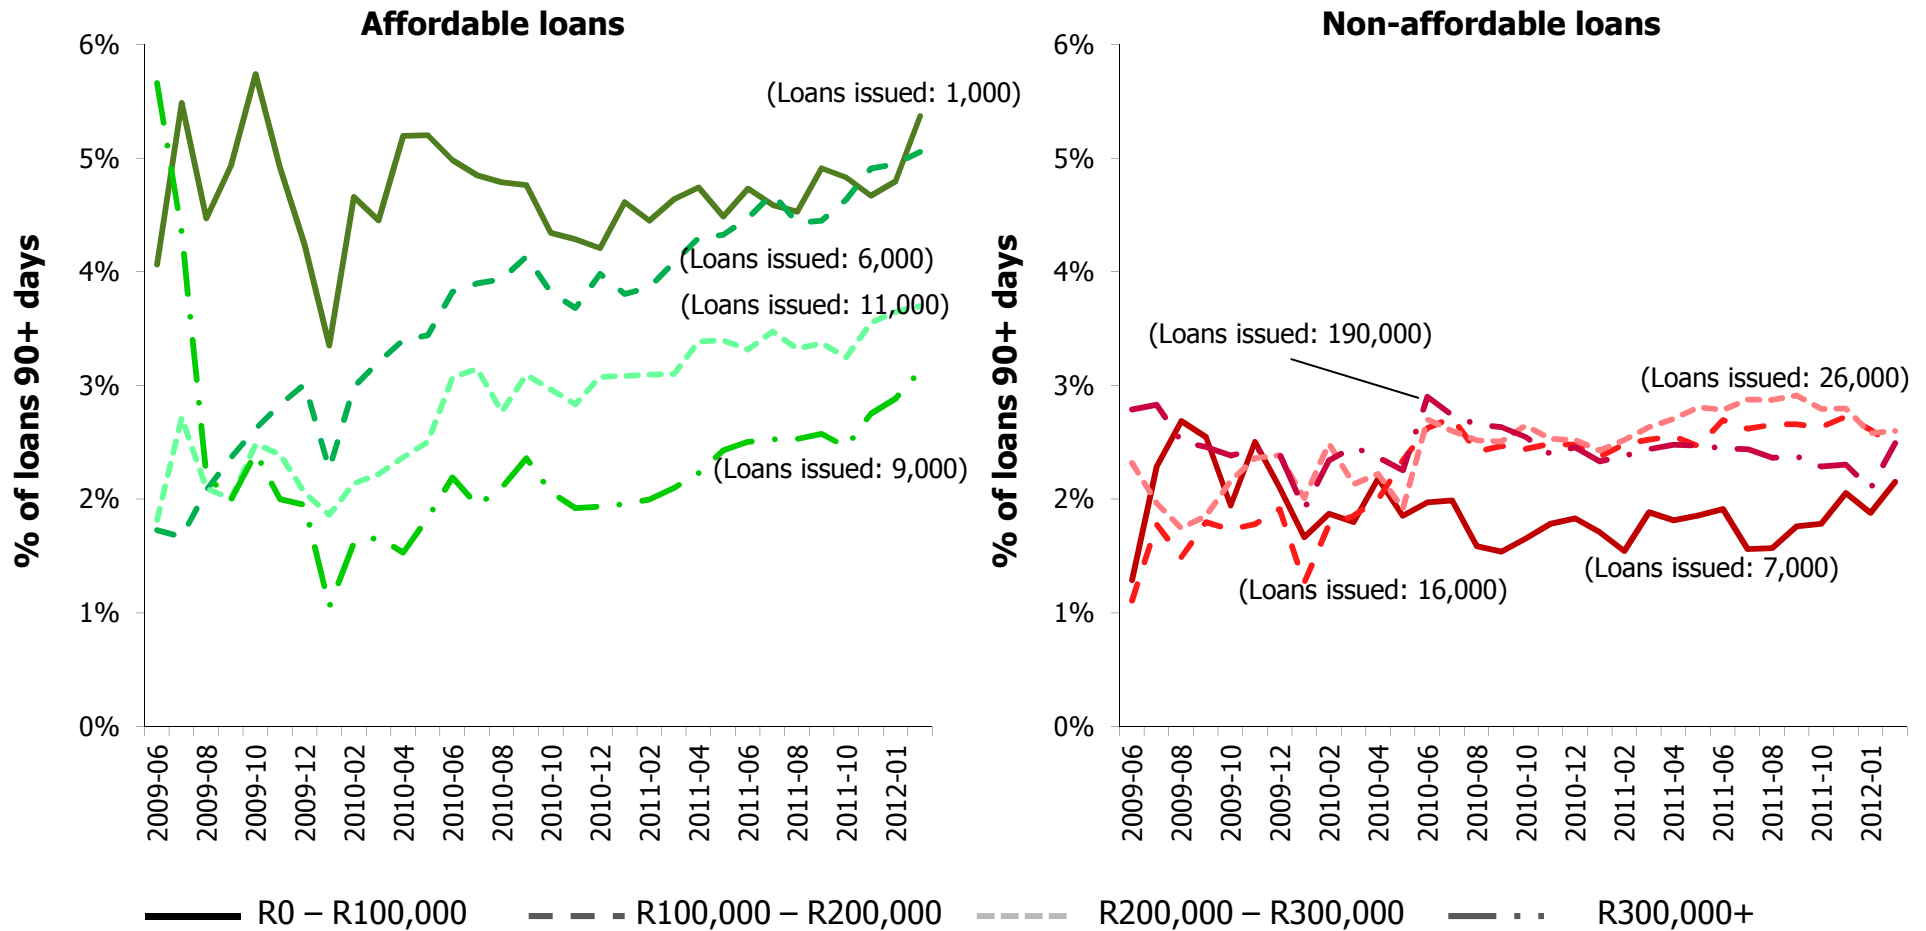 Affordable loans
6%
5%
4%
3%
2%
1%
0%
% of loans 90+ days
(Loans issued: 1,000)
(Loans issued: 6,000)
(Loans issued: 11,000)
(Loans issued: 9,000)
2009-06
2009-08
2009-10
2009-12
2010-02
2010-04
2010-06
2010-08
2010-10
2010-12
2011-02
2011-04
2011-06
2011-08
2011-10
2012-01
Non-affordable loans
6%
5%
4%
3%
2%
1%
0%
% of loans 90+ days
(Loans issued: 190,000)
(Loans issued: 26,000)
(Loans issued: 7,000)
(Loans issued: 16,000)
2009-06
2009-08
2009-10
2009-12
2010-02
2010-04
2010-06
2010-08
2010-10
2010-12
2011-02
2011-04
2011-06
2011-08
2011-10
2012-01
R0 – R100,000
R100,000 – R200,000
R200,000 – R300,000
R300,000+